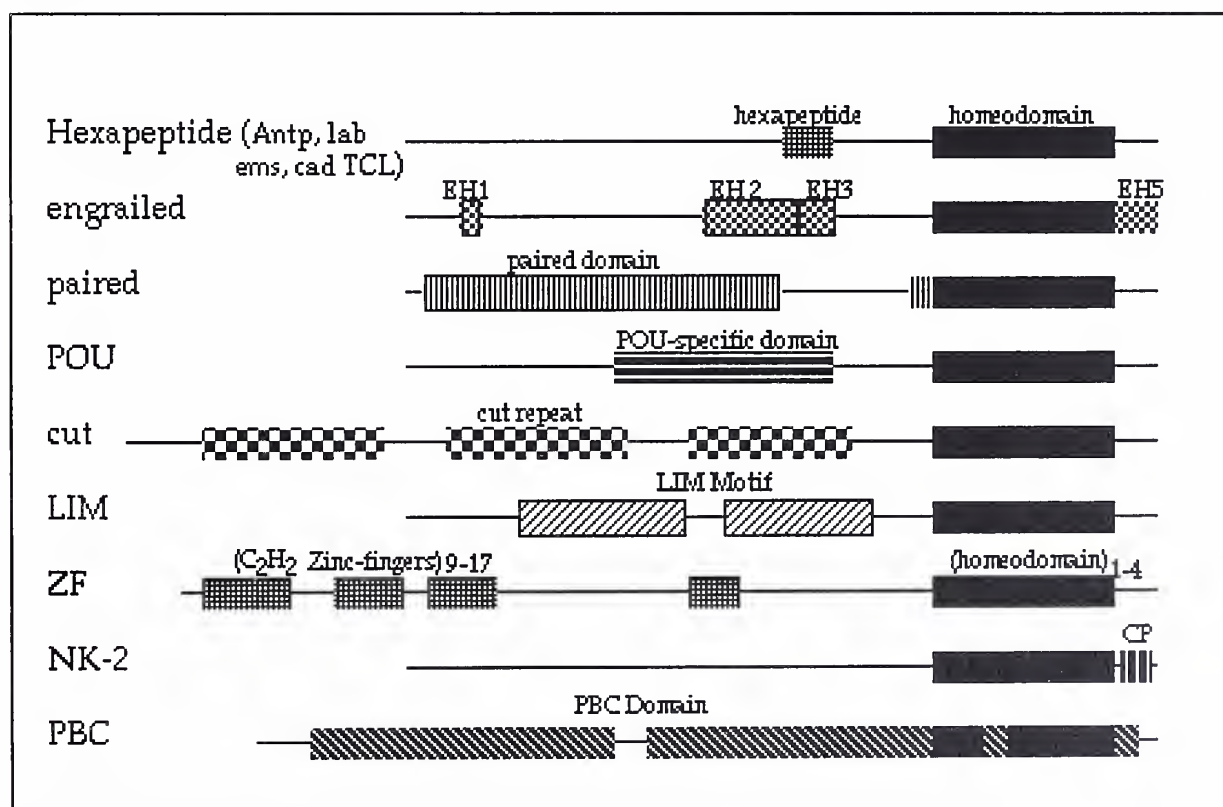 hexapeptide homeodomain
Hexapeptide (Antp, lab
ems, cad TCL)
EH1 EH2 EH3 EH5
engrailed
paired domain
paired
POU-specific domain
POU
cut repeat
cut
LIM Motif
LIM
(C2H2 Zinc-fingers) 9-17 (homeodomain) 1-4
ZF
CP
NK-2
PBC Domain
PBC